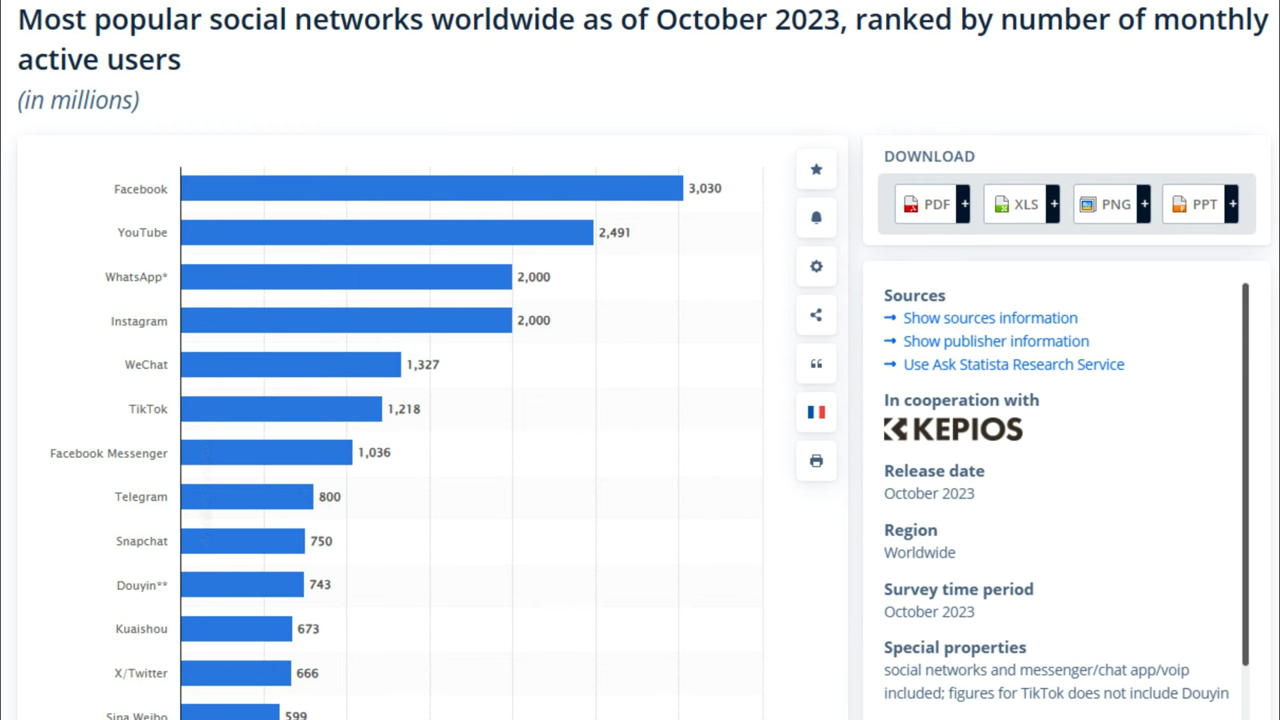 Most popular social networks worldwide as of October 2023, ranked by number of monthly
active users
(in millions)
Facebook 3,030
YouTube 2,491
WhatsApp* 2,000
Instagram 2,000
WeChat 1,327
TikTok 1,218
Facebook Messenger 1,036
Telegram 800
Snapchat 750
Douyin** 743
Kuaishou 673
X/Twitter 666
Sina Weibo 599
DOWNLOAD
PDF + XLS + PNG + PPT +
Sources
→ Show sources information
→ Show publisher information
→ Use Ask Statista Research Service
In cooperation with
KEPIOS
Release date
October 2023
Region
Worldwide
Survey time period
October 2023
Special properties
social networks and messenger/chat app/voip
included; figures for TikTok does not include Douyin